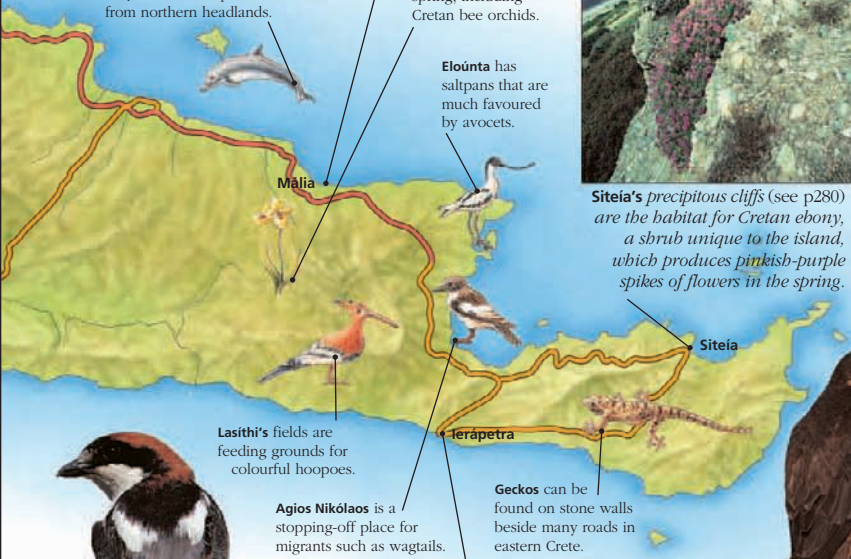 from northern headlands.
Cretan bee orchids.
Eloúnta has
saltpans that are
much favoured
by avocets.
Mália
Siteía's precipitous cliffs (see p280)
are the habitat for Cretan ebony,
a shrub unique to the island,
which produces pinkish-purple
spikes of flowers in the spring.
Siteía
Ierápetra
Lasíthi's fields are
feeding grounds for
colourful hoopoes.
Agios Nikólaos is a
stopping-off place for
migrants such as wagtails.
Geckos can be
found on stone walls
beside many roads in
eastern Crete.